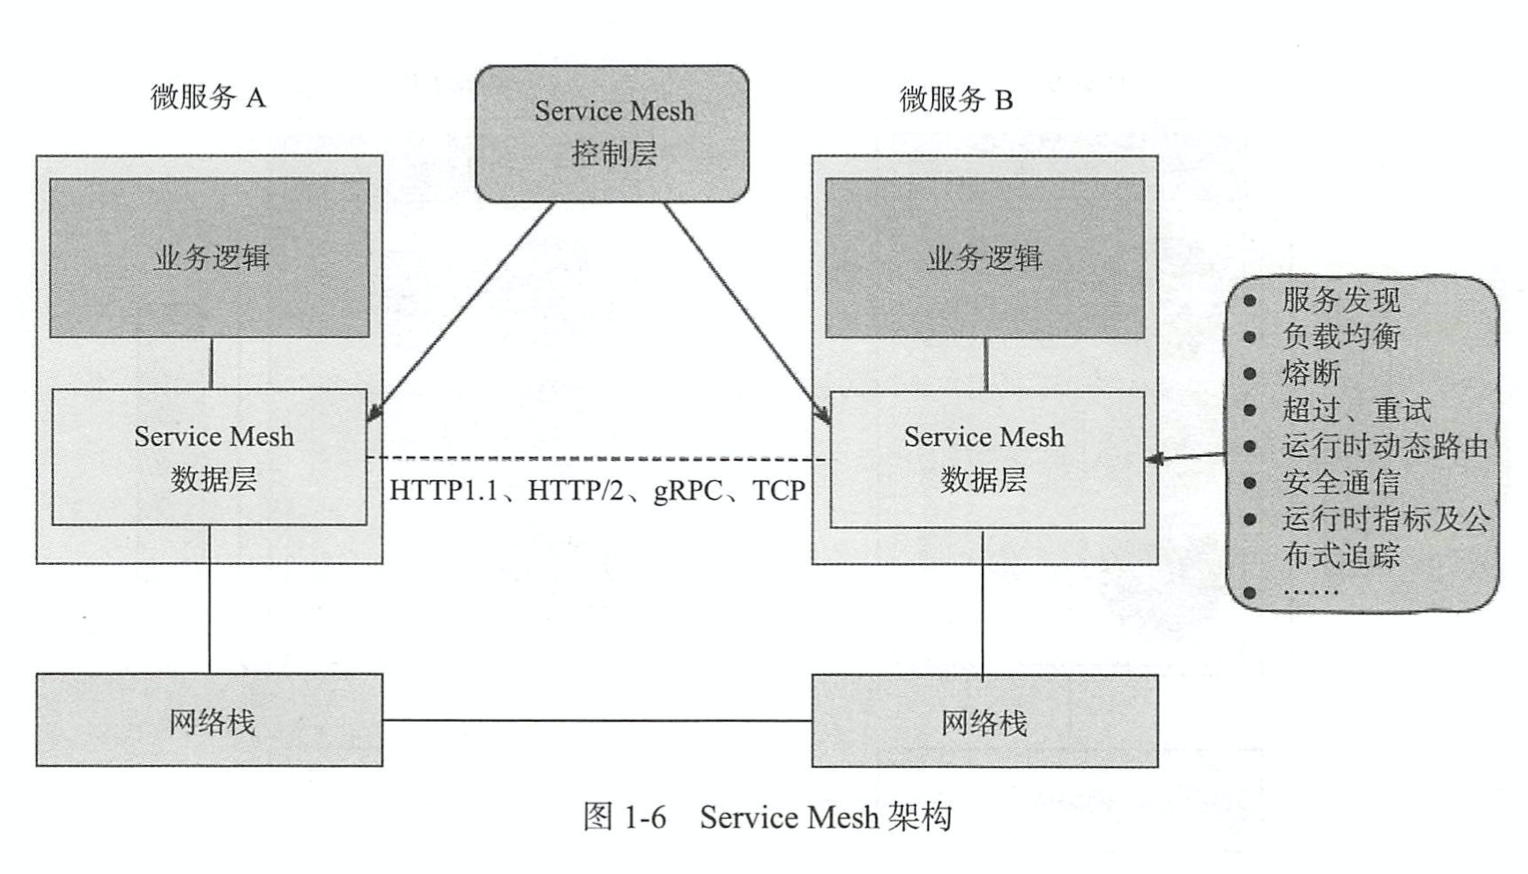 微服务 A
Service Mesh
控制层
微服务 B
业务逻辑
业务逻辑
Service Mesh
数据层
HTTP1.1、HTTP/2、gRPC、TCP
Service Mesh
数据层
● 服务发现
● 负载均衡
● 熔断
● 超过、重试
● 运行时动态路由
● 安全通信
● 运行时指标及公
布式追踪
● ……
网络栈
网络栈
图 1-6 Service Mesh 架构